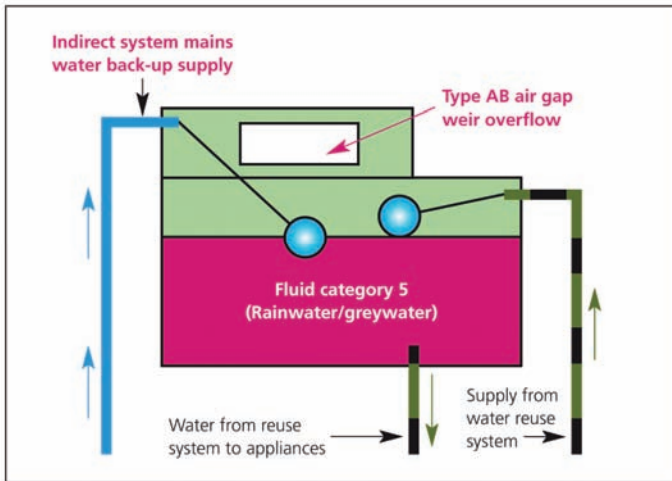 Indirect system mains
water back-up supply
Type AB air gap
weir overflow
Fluid category 5
(Rainwater/greywater)
Water from reuse
system to appliances
Supply from
water reuse
system